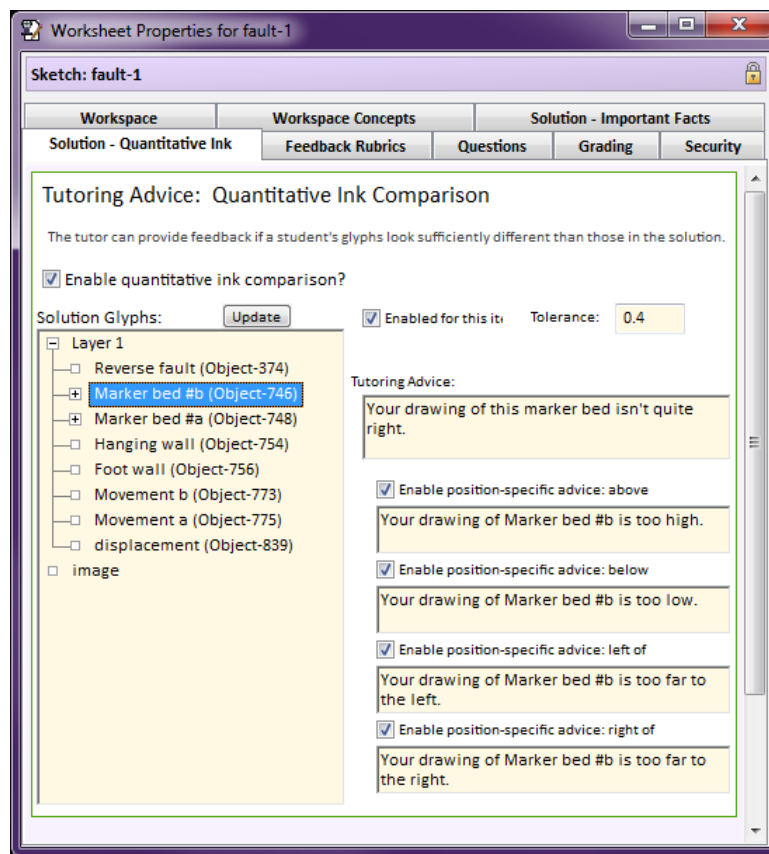 Worksheet Properties for fault-1
Sketch: fault-1
Workspace
Workspace Concepts
Solution - Important Facts
Solution - Quantitative Ink
Feedback Rubrics
Questions
Grading
Security
Tutoring Advice: Quantitative Ink Comparison
The tutor can provide feedback if a student's glyphs look sufficiently different than those in the solution.
Enable quantitative ink comparison?
Solution Glyphs:
Update
Layer 1
Reverse fault (Object-374)
Marker bed #b (Object-746)
Marker bed #a (Object-748)
Hanging wall (Object-754)
Foot wall (Object-756)
Movement b (Object-773)
Movement a (Object-775)
displacement (Object-839)
image
Enabled for this it
Tolerance: 0.4
Tutoring Advice:
Your drawing of this marker bed isn't quite
right.
Enable position-specific advice: above
Your drawing of Marker bed #b is too high.
Enable position-specific advice: below
Your drawing of Marker bed #b is too low.
Enable position-specific advice: left of
Your drawing of Marker bed #b is too far to
the left.
Enable position-specific advice: right of
Your drawing of Marker bed #b is too far to
the right.